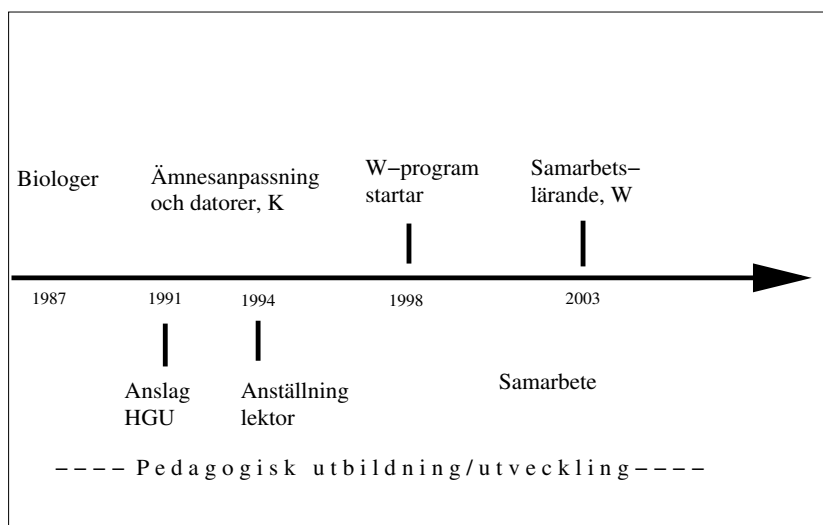 Biologer
Ämnesanpassning
och datorer, K
W−program
startar
Samarbets−
lärande, W
1987
1991
1994
1998
2003
Anslag
HGU
Anställning
lektor
Samarbete
−−−− Pedagogisk utbildning/utveckling −−−−